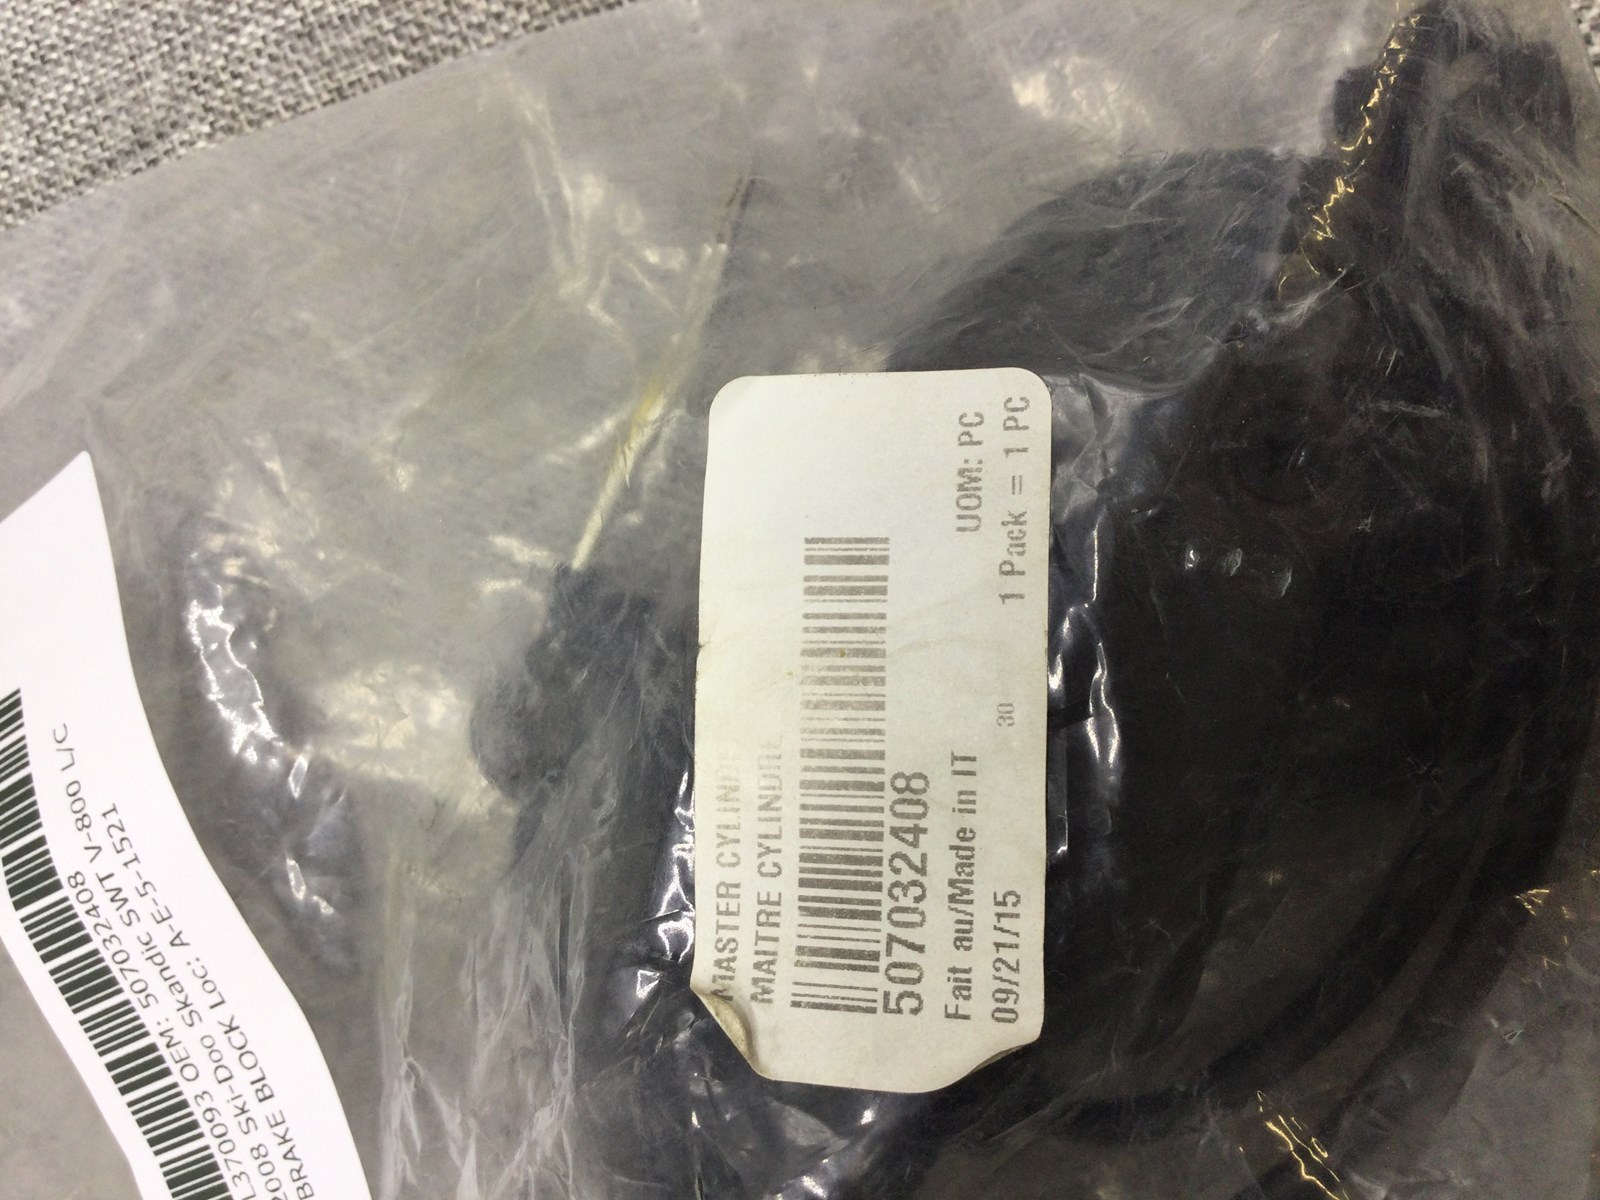 L370093 OEM: 507032408
2008 Ski-Doo Skandic SWT V-800 L/C
BRAKE BLOCK Loc: A-E-5-1521
MASTER CYLINDE
MAITRE CYLINDRE
507032408
Fait au/Made in IT
UOM: PC
09/21/15
30
1 Pack = 1 PC